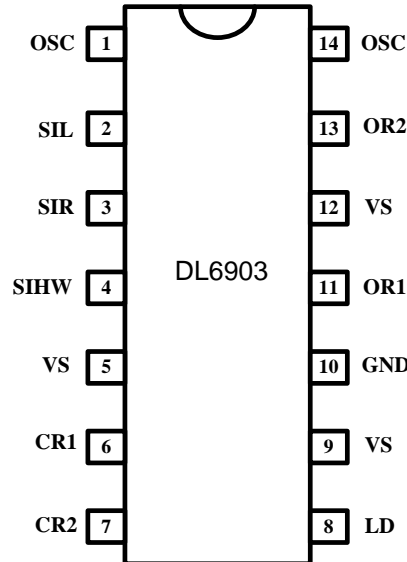 OSC 1 14 OSC
SIL 2 13 OR2
SIR 3 12 VS
DL6903
SIHW 4 11 OR1
VS 5 10 GND
CR1 6 9 VS
CR2 7 8 LD